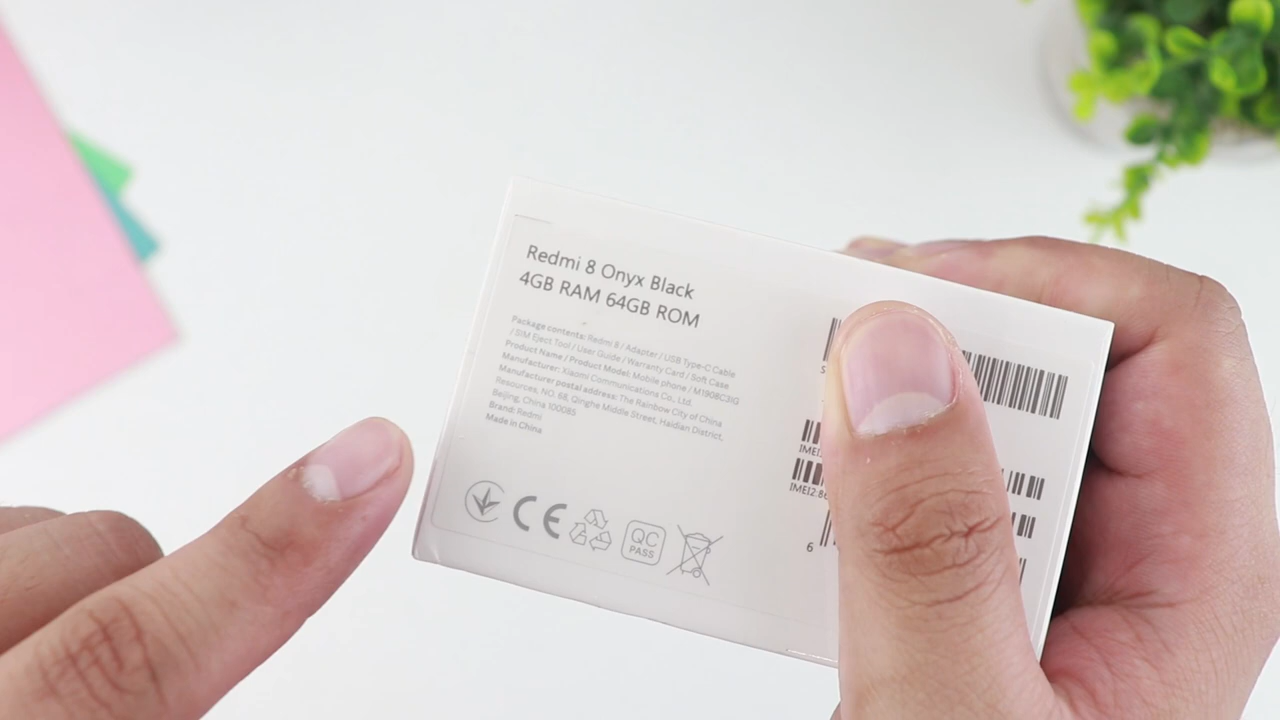 Redmi 8 Onyx Black
4GB RAM 64GB ROM
Package contents: Redmi 8 / Adapter / USB Type-C Cable
/ SIM Eject Tool / User Guide / Warranty Card / Soft Case
Product Name / Product Model: Mobile phone / M1908C3IG
Manufacturer: Xiaomi Communications Co., Ltd.
Manufacturer postal address: The Rainbow City of China
Resources, NO. 68, Qinghe Middle Street, Haidian District,
Beijing, China 100085
Brand: Redmi
Made in China
CE
QC
PASS
IMEI2:86
6